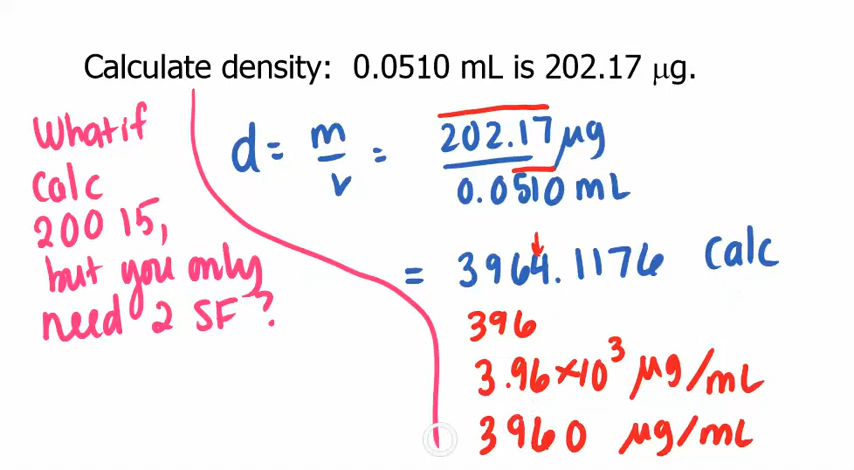 Calculate density: 0.0510 mL is 202.17 μg.
What if
calc
200 15,
but you only
need 2 SF?
d = m/v = 202.17 μg / 0.0510 mL
= 3964.1176 calc
396
3.96 × 10³ μg/mL
3960 μg/mL